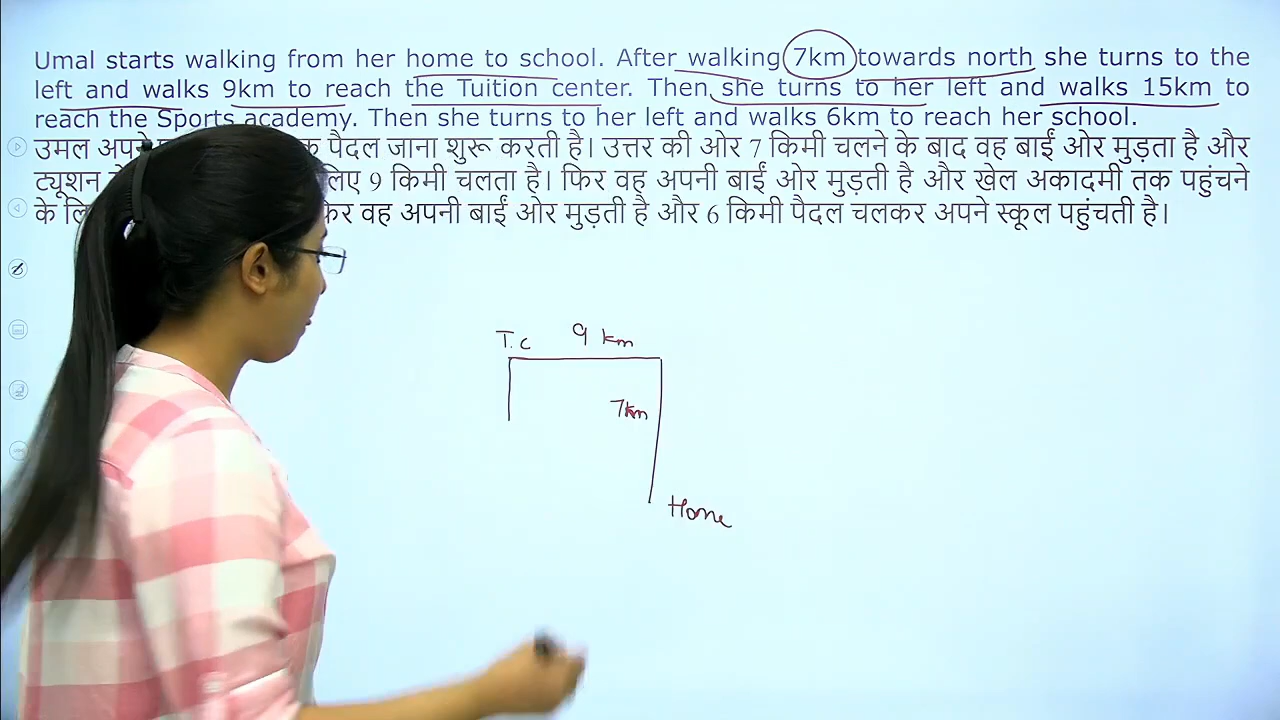 Umal starts walking from her home to school. After walking 7km towards north she turns to the
left and walks 9km to reach the Tuition center. Then she turns to her left and walks 15km to
reach the Sports academy. Then she turns to her left and walks 6km to reach her school.
उमल अपने पैदल जाना शुरू करती है। उत्तर की ओर 7 किमी चलने के बाद वह बाईं ओर मुड़ता है और
ट्यूशन लिए 9 किमी चलता है। फिर वह अपनी बाईं ओर मुड़ती है और खेल अकादमी तक पहुंचने
के वह अपनी बाईं ओर मुड़ती है और 6 किमी पैदल चलकर अपने स्कूल पहुंचती है।
T.C 9 km
7km
Home